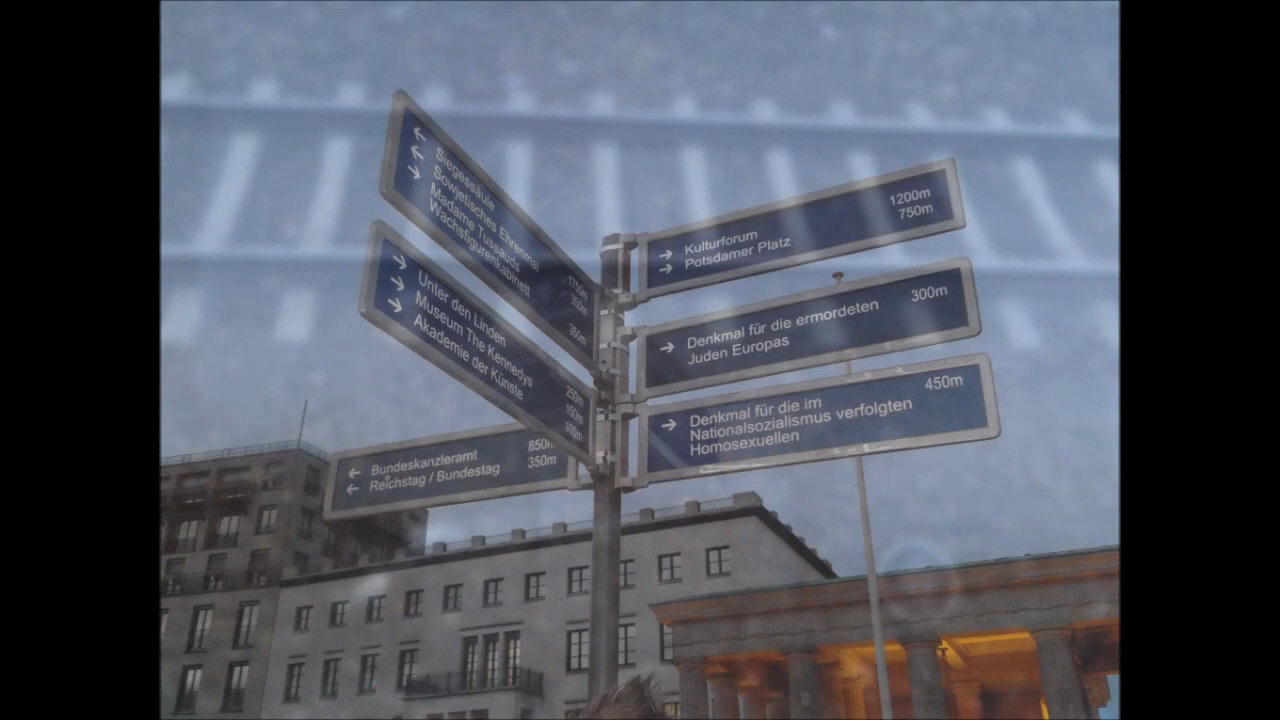 Siegessäule 1750m
Sowjetisches Ehrenmal 350m
Madame Tussauds
Wachsfigurenkabinett 350m
Unter den Linden 250m
Museum The Kennedys 150m
Akademie der Künste
Bundeskanzleramt 850m
Reichstag / Bundestag 350m
Kulturforum 1200m
Potsdamer Platz 750m
Denkmal für die ermordeten 300m
Juden Europas
Denkmal für die im 450m
Nationalsozialismus verfolgten
Homosexuellen